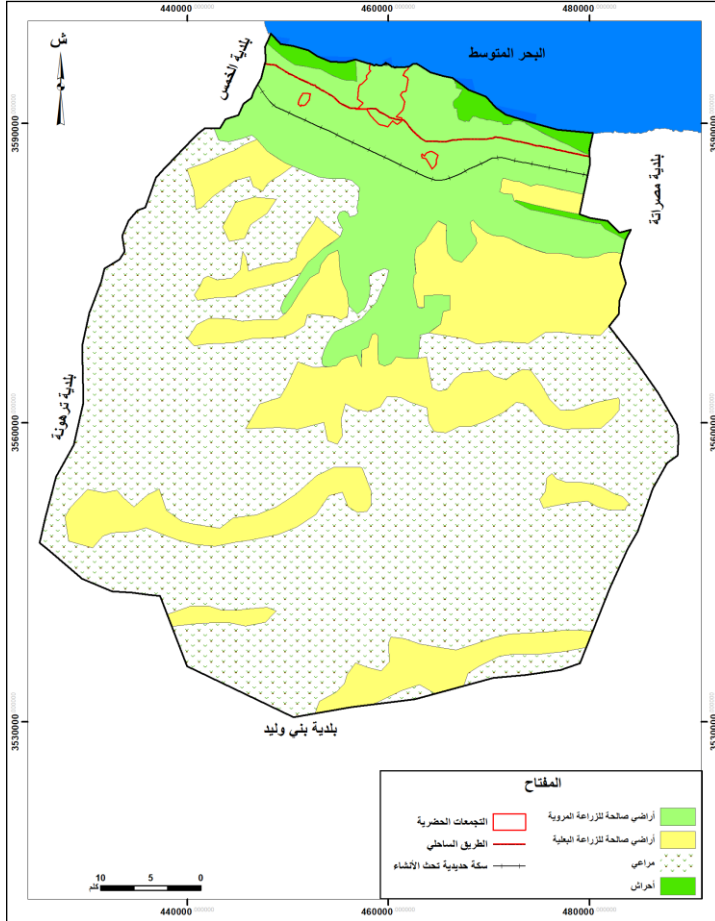 440000 460000 480000
البحر المتوسط
ش
بلدية الخمس
3590000 3590000
بلدية مصراتة
بلدية ترهونة
3560000 3560000
3530000 3530000
بلدية بني وليد
المفتاح
أراضي صالحة للزراعة المروية
أراضي صالحة للزراعة البعلية
مراعي
أحراش
التجمعات الحضرية
الطريق الساحلي
سكة حديدية تحث الأنشاء
10 5 0
كلم
440000 460000 480000